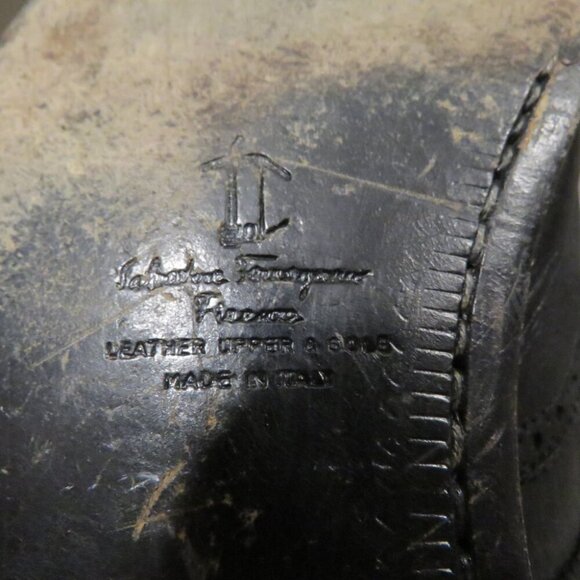 Salvatore Ferragamo
Firenze
LEATHER UPPER & SOLE
MADE IN ITALY